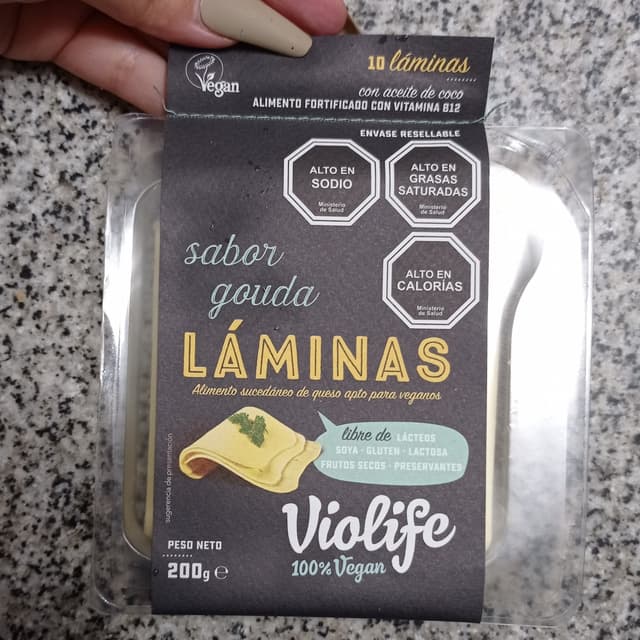 Vegan
10 láminas
con aceite de coco
ALIMENTO FORTIFICADO CON VITAMINA B12
ENVASE RESELLABLE
ALTO EN
SODIO
Ministerio
de Salud
ALTO EN
GRASAS
SATURADAS
Ministerio
de Salud
ALTO EN
CALORÍAS
Ministerio
de Salud
sabor
gouda
LÁMINAS
Alimento sucedáneo de queso apto para veganos
libre de LÁCTEOS
SOYA · GLUTEN · LACTOSA
FRUTOS SECOS · PRESERVANTES
sugerencia de presentación
Violife
100% Vegan
PESO NETO
200g ℮